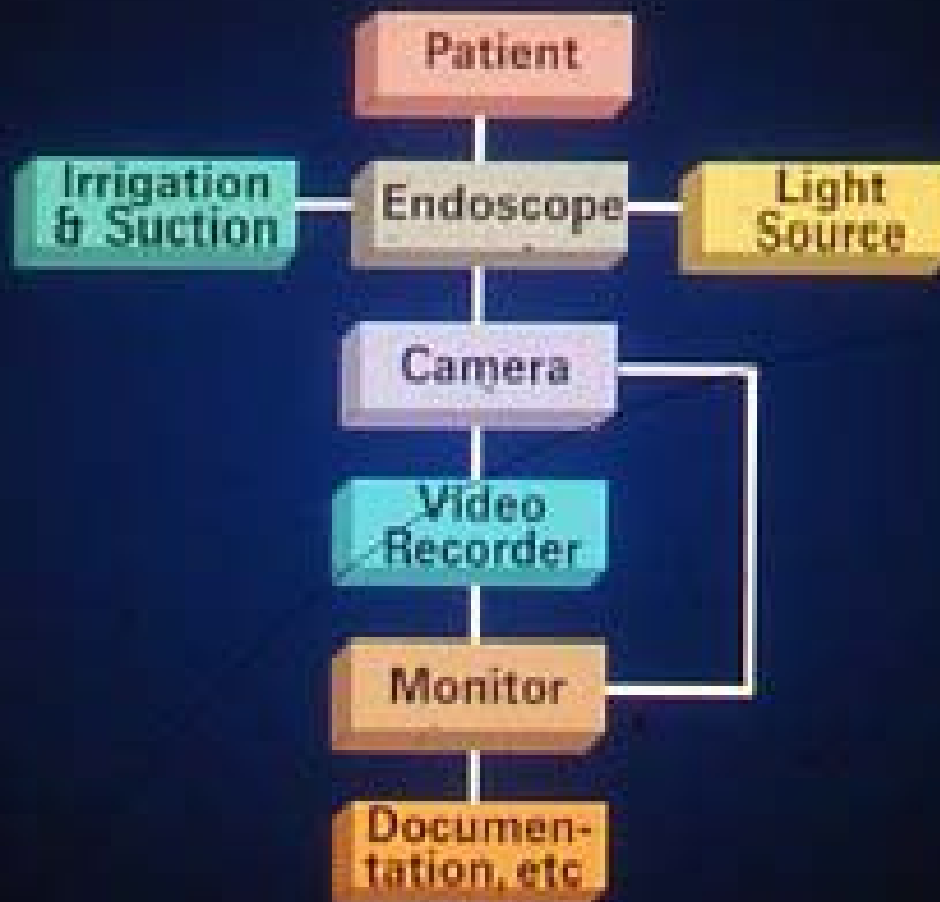 Patient
Irrigation
& Suction
Endoscope
Light
Source
Camera
Video
Recorder
Monitor
Documen-
tation, etc